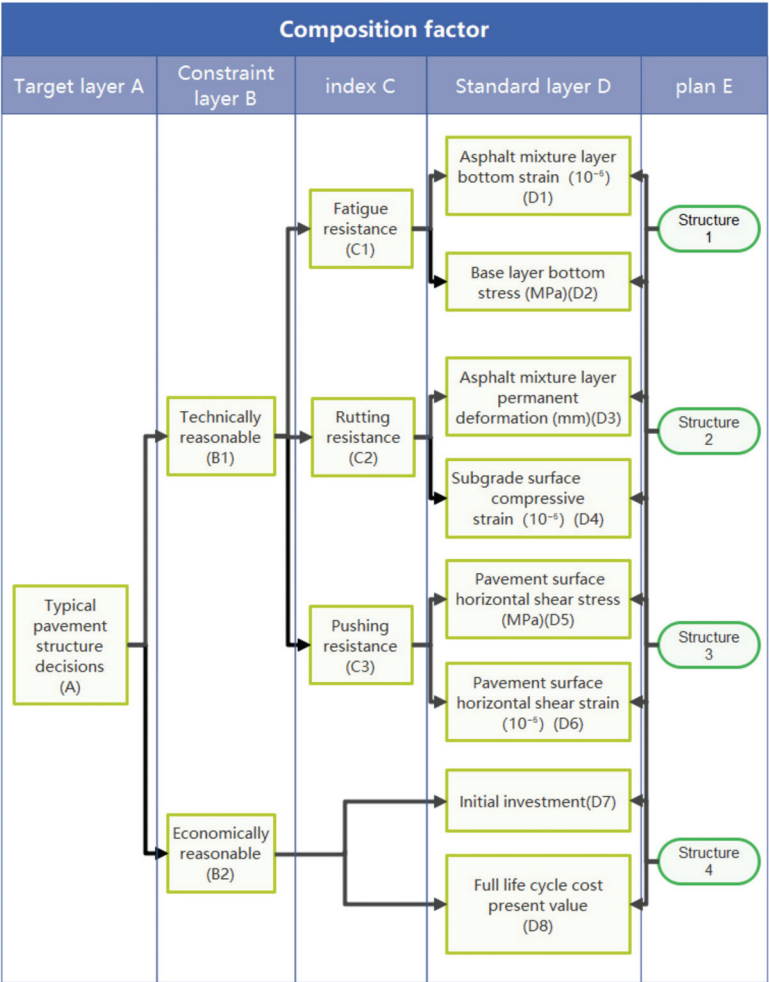 Composition factor
Target layer A
Constraint
layer B
index C
Standard layer D
plan E
Typical
pavement
structure
decisions
(A)
Technically
reasonable
(B1)
Economically
reasonable
(B2)
Fatigue
resistance
(C1)
Rutting
resistance
(C2)
Pushing
resistance
(C3)
Asphalt mixture layer
bottom strain (10⁻⁶)
(D1)
Base layer bottom
stress (MPa)(D2)
Asphalt mixture layer
permanent
deformation (mm)(D3)
Subgrade surface
compressive
strain (10⁻⁶) (D4)
Pavement surface
horizontal shear stress
(MPa)(D5)
Pavement surface
horizontal shear strain
(10⁻⁶) (D6)
Initial investment(D7)
Full life cycle cost
present value
(D8)
Structure
1
Structure
2
Structure
3
Structure
4